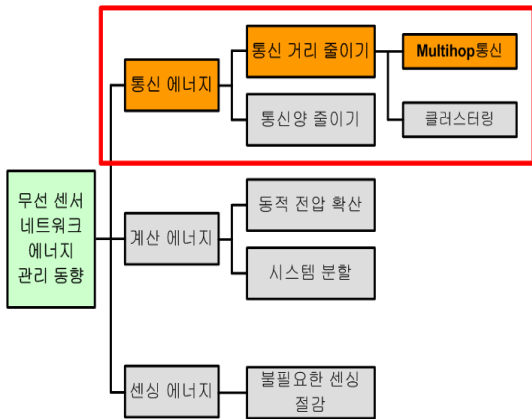 통신 거리 줄이기
Multihop통신
통신 에너지
통신양 줄이기
클러스터링
무선 센서
네트워크
에너지
관리 동향
동적 전압 확산
계산 에너지
시스템 분할
센싱 에너지
불필요한 센싱
절감